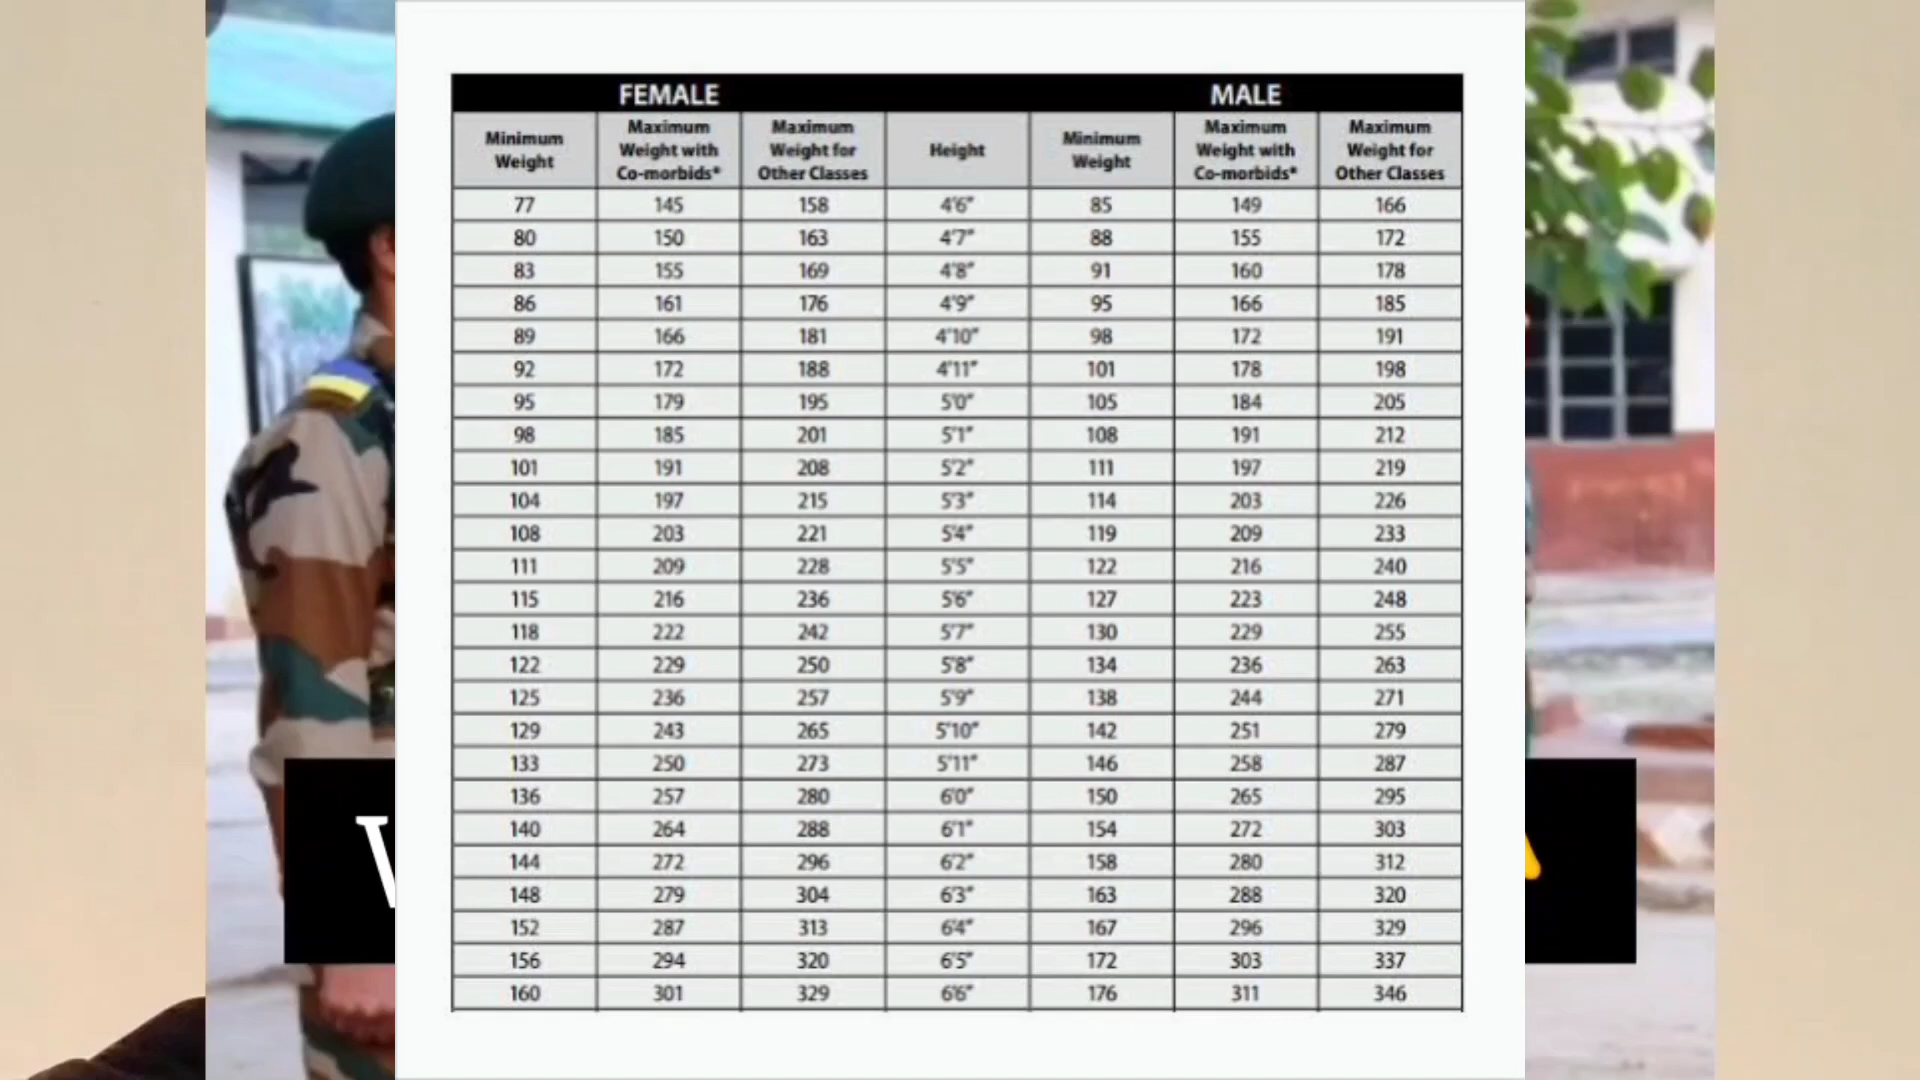 FEMALE MALE
Minimum Weight Maximum Weight with Co-morbids* Maximum Weight for Other Classes Height Minimum Weight Maximum Weight with Co-morbids* Maximum Weight for Other Classes
77 145 158 4'6" 85 149 166
80 150 163 4'7" 88 155 172
83 155 169 4'8" 91 160 178
86 161 176 4'9" 95 166 185
89 166 181 4'10" 98 172 191
92 172 188 4'11" 101 178 198
95 179 195 5'0" 105 184 205
98 185 201 5'1" 108 191 212
101 191 208 5'2" 111 197 219
104 197 215 5'3" 114 203 226
108 203 221 5'4" 119 209 233
111 209 228 5'5" 122 216 240
115 216 236 5'6" 127 223 248
118 222 242 5'7" 130 229 255
122 229 250 5'8" 134 236 263
125 236 257 5'9" 138 244 271
129 243 265 5'10" 142 251 279
133 250 273 5'11" 146 258 287
136 257 280 6'0" 150 265 295
140 264 288 6'1" 154 272 303
144 272 296 6'2" 158 280 312
148 279 304 6'3" 163 288 320
152 287 313 6'4" 167 296 329
156 294 320 6'5" 172 303 337
160 301 329 6'6" 176 311 346